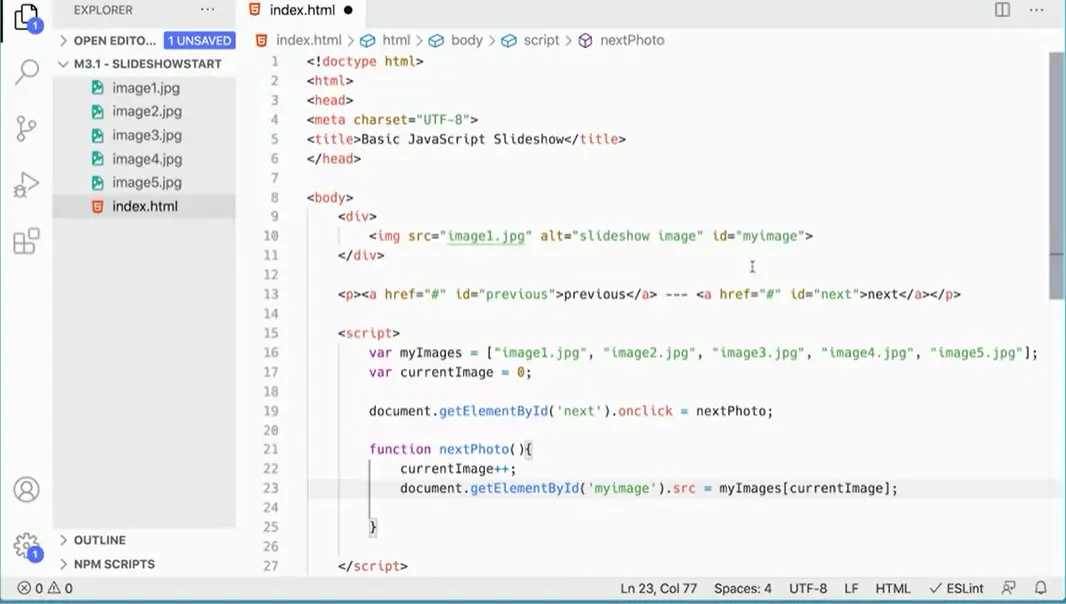 EXPLORER ···
index.html ●
1
OPEN EDITO... 1 UNSAVED
index.html > html > body > script > nextPhoto
M3.1 - SLIDESHOWSTART
image1.jpg
image2.jpg
image3.jpg
image4.jpg
image5.jpg
index.html
1 <!doctype html>
2 <html>
3 <head>
4 <meta charset="UTF-8">
5 <title>Basic JavaScript Slideshow</title>
6 </head>
7
8 <body>
9 <div>
10 <img src="image1.jpg" alt="slideshow image" id="myimage">
11 </div>
12
13 <p><a href="#" id="previous">previous</a> --- <a href="#" id="next">next</a></p>
14
15 <script>
16 var myImages = ["image1.jpg", "image2.jpg", "image3.jpg", "image4.jpg", "image5.jpg"];
17 var currentImage = 0;
18
19 document.getElementById('next').onclick = nextPhoto;
20
21 function nextPhoto(){
22 currentImage++;
23 document.getElementById('myimage').src = myImages[currentImage];
24
25 }
26
27 </script>
OUTLINE
NPM SCRIPTS
1
0 0
Ln 23, Col 77 Spaces: 4 UTF-8 LF HTML ✓ ESLint